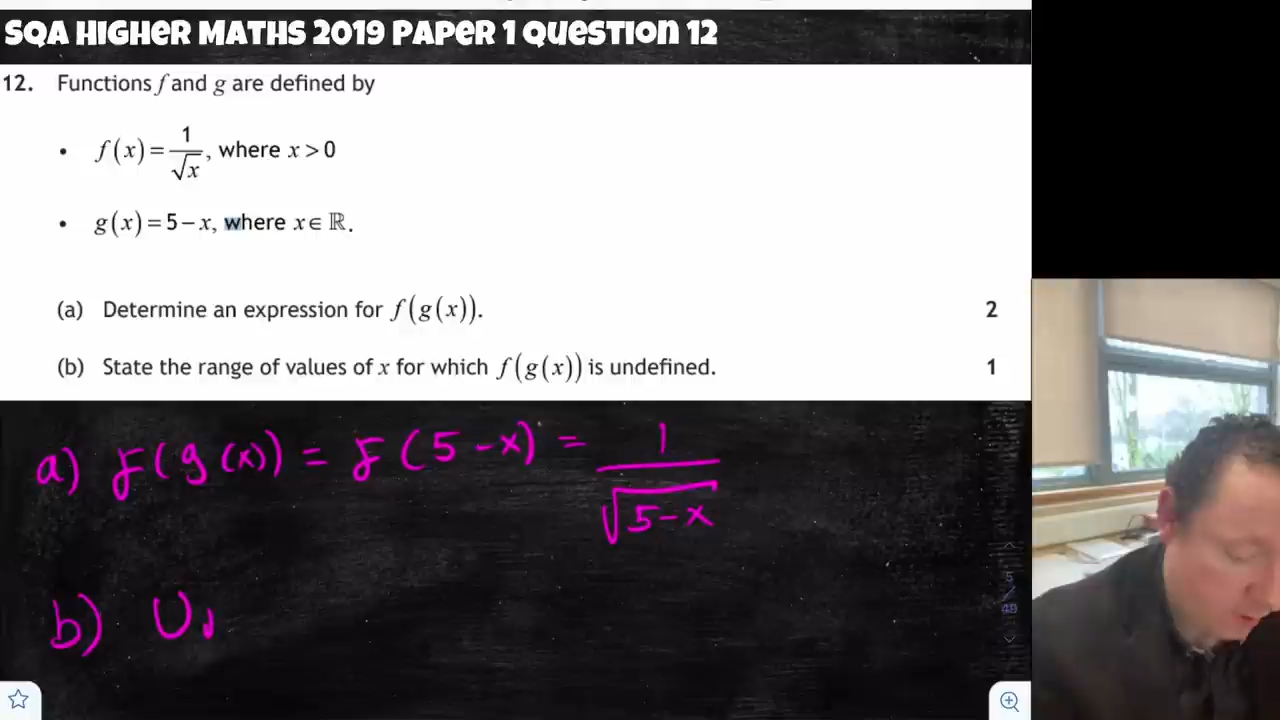 SQA Higher Maths 2019 Paper 1 Question 12
12. Functions f and g are defined by
• f(x) = 1/√x, where x > 0
• g(x) = 5 − x, where x ∈ ℝ.
(a) Determine an expression for f(g(x)). 2
(b) State the range of values of x for which f(g(x)) is undefined. 1
a) f(g(x)) = f(5 − x) = 1/√(5 − x)
b) U